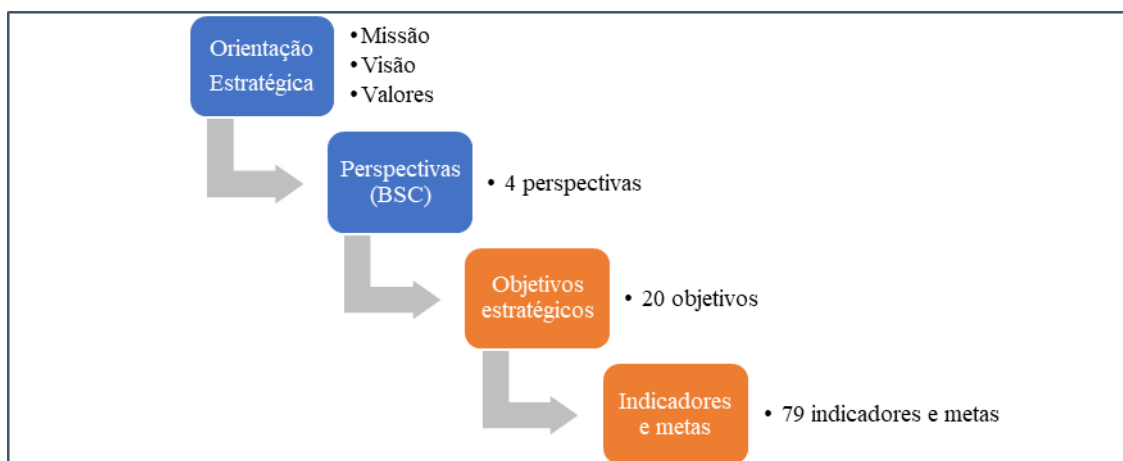 Orientação
Estratégica
•Missão
•Visão
•Valores
Perspectivas
(BSC)
• 4 perspectivas
Objetivos
estratégicos
• 20 objetivos
Indicadores
e metas
• 79 indicadores e metas